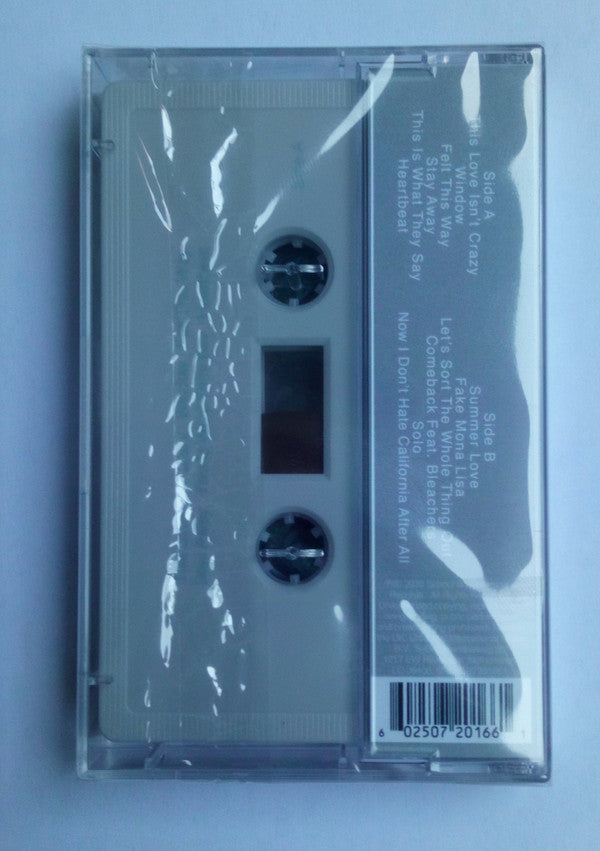 Side A
This Love Isn't Crazy
Window
Felt This Way
Stay Away
This Is What They Say
Heartbeat
Side B
Summer Love
Fake Mona Lisa
Let's Sort The Whole Thing Out
Comeback Feat. Bleachers
Solo
Now I Don't Hate California After All
6 02507 20166 1